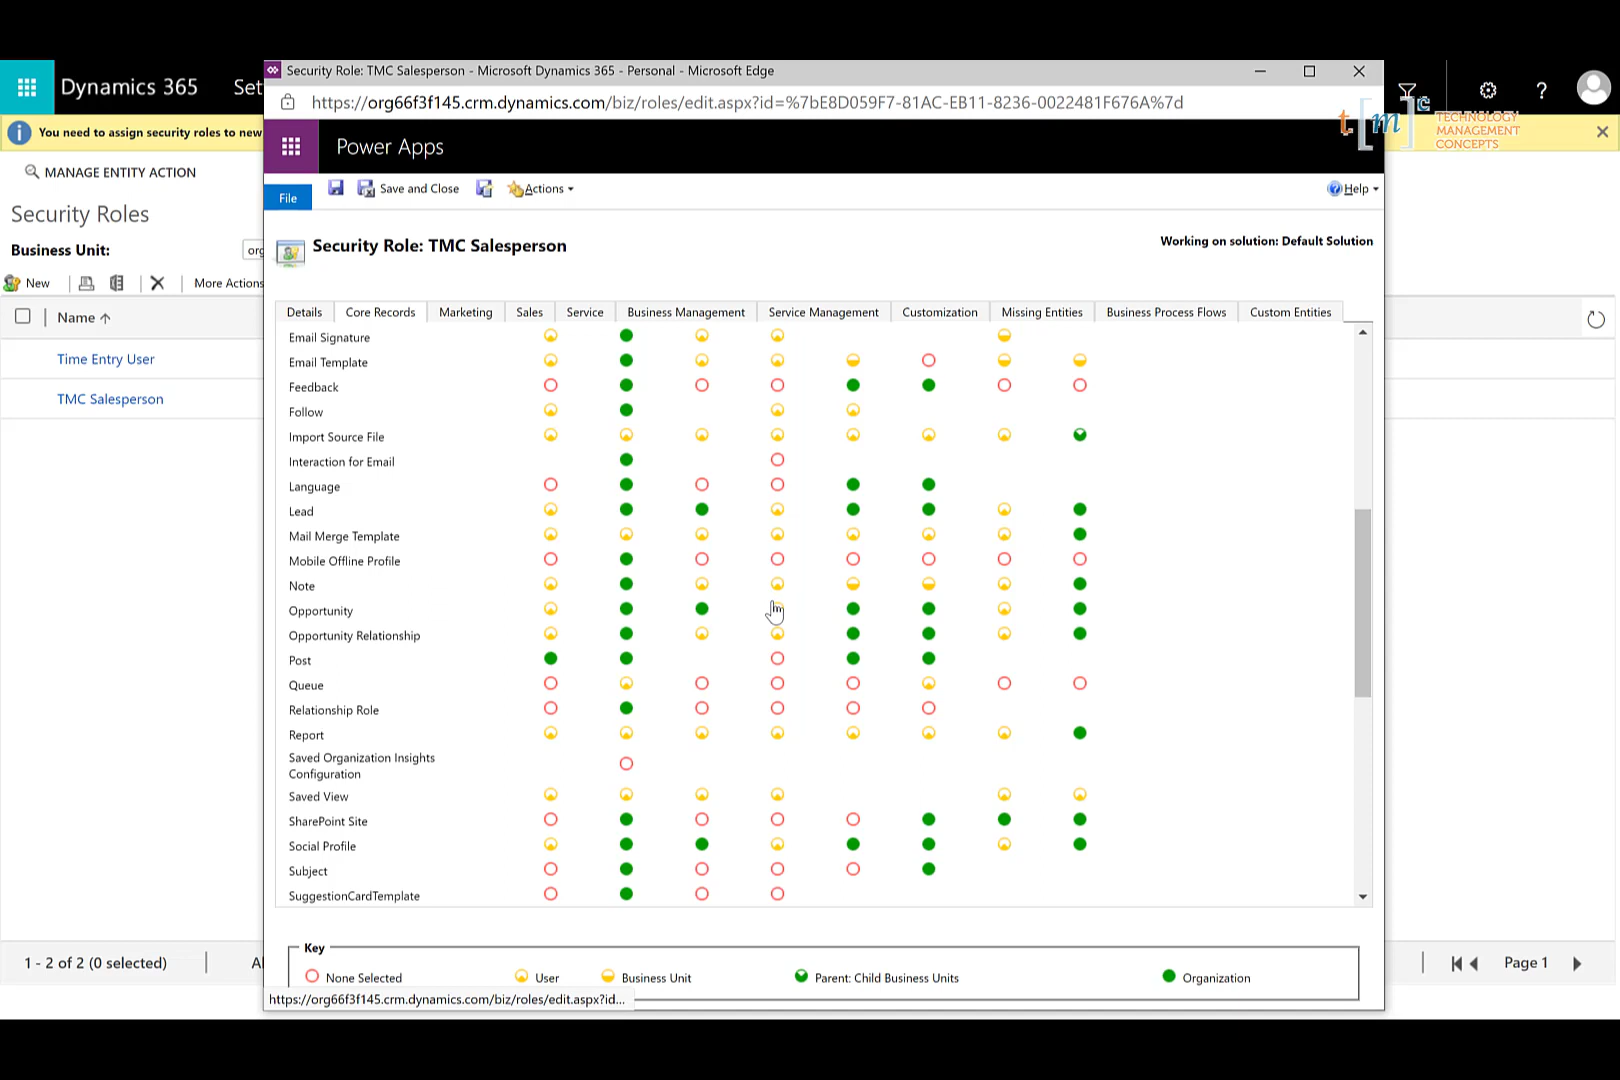 Dynamics 365
Set
Security Role: TMC Salesperson - Microsoft Dynamics 365 - Personal - Microsoft Edge
https://org66f3f145.crm.dynamics.com/biz/roles/edit.aspx?id=%7bE8D059F7-81AC-EB11-8236-0022481F676A%7d
t[m]c
TECHNOLOGY
MANAGEMENT
CONCEPTS
You need to assign security roles to new
Power Apps
MANAGE ENTITY ACTION
File
Save and Close
Actions
Help
Security Roles
Security Role: TMC Salesperson
Working on solution: Default Solution
Business Unit:
org
New
More Actions
Details Core Records Marketing Sales Service Business Management Service Management Customization Missing Entities Business Process Flows Custom Entities
Name
Time Entry User
TMC Salesperson
Email Signature
Email Template
Feedback
Follow
Import Source File
Interaction for Email
Language
Lead
Mail Merge Template
Mobile Offline Profile
Note
Opportunity
Opportunity Relationship
Post
Queue
Relationship Role
Report
Saved Organization Insights
Configuration
Saved View
SharePoint Site
Social Profile
Subject
SuggestionCardTemplate
Key
None Selected User Business Unit Parent: Child Business Units Organization
1 - 2 of 2 (0 selected)
Page 1
https://org66f3f145.crm.dynamics.com/biz/roles/edit.aspx?id...